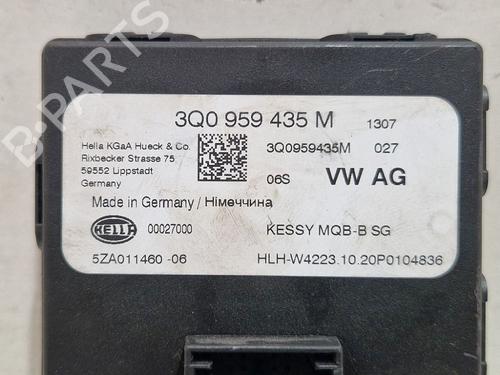 3Q0 959 435 M 1307
Hella KGaA Hueck & Co.
Rixbecker Strasse 75
59552 Lippstadt
Germany
3Q0959435M 027
06S VW AG
Made in Germany / Німеччина
HELLA 00027000 KESSY MQB-B SG
5ZA011460 -06 HLH-W4223.10.20P0104836
B-PARTS